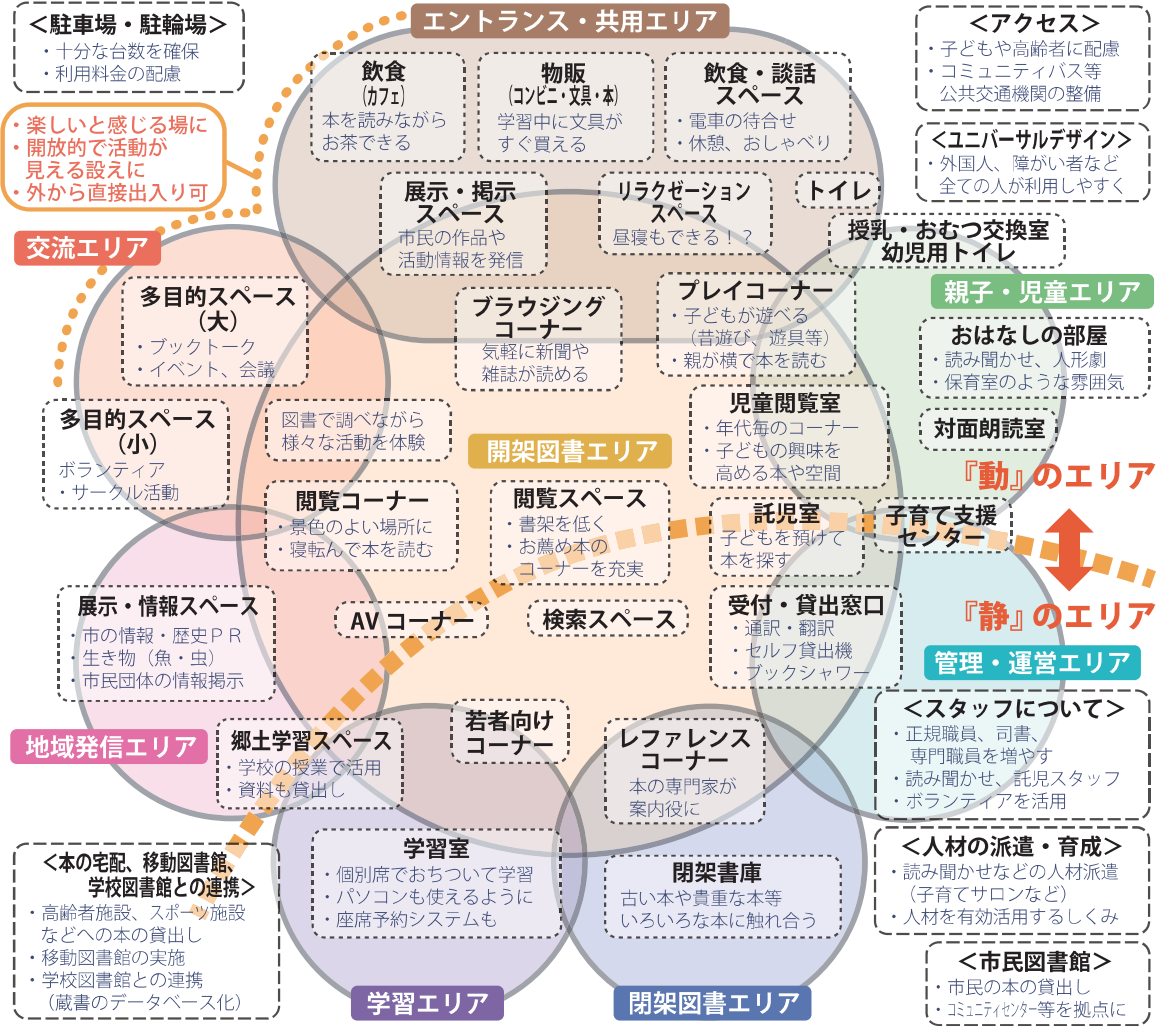 ＜駐車場・駐輪場＞
・十分な台数を確保
・利用料金の配慮
・楽しいと感じる場に
・開放的で活動が
見える設えに
・外から直接出入り可
エントランス・共用エリア
飲食
（カフェ）
本を読みながら
お茶できる
物販
（コンビニ・文具・本）
学習中に文具が
すぐ買える
飲食・談話
スペース
・電車の待合せ
・休憩、おしゃべり
展示・掲示
スペース
市民の作品や
活動情報を発信
リラクゼーション
スペース
昼寝もできる！？
トイレ
＜アクセス＞
・子どもや高齢者に配慮
・コミュニティバス等
公共交通機関の整備
＜ユニバーサルデザイン＞
・外国人、障がい者など
全ての人が利用しやすく
授乳・おむつ交換室
幼児用トイレ
交流エリア
多目的スペース
（大）
・ブックトーク
・イベント、会議
多目的スペース
（小）
ボランティア
・サークル活動
図書で調べながら
様々な活動を体験
ブラウジング
コーナー
気軽に新聞や
雑誌が読める
プレイコーナー
・子どもが遊べる
（昔遊び、遊具等）
・親が横で本を読む
親子・児童エリア
おはなしの部屋
・読み聞かせ、人形劇
・保育室のような雰囲気
対面朗読室
児童閲覧室
・年代毎のコーナー
・子どもの興味を
高める本や空間
開架図書エリア
閲覧コーナー
・景色のよい場所に
・寝転んで本を読む
閲覧スペース
・書架を低く
・お薦め本の
コーナーを充実
託児室
子どもを預けて
本を探す
子育て支援
センター
『動』のエリア
『静』のエリア
展示・情報スペース
・市の情報・歴史ＰＲ
・生き物（魚・虫）
・市民団体の情報掲示
AVコーナー
検索スペース
受付・貸出窓口
・通訳・翻訳
・セルフ貸出機
・ブックシャワー
管理・運営エリア
＜スタッフについて＞
・正規職員、司書、
専門職員を増やす
・読み聞かせ、託児スタッフ
・ボランティアを活用
地域発信エリア
郷土学習スペース
・学校の授業で活用
・資料も貸出し
若者向け
コーナー
レファレンス
コーナー
本の専門家が
案内役に
＜本の宅配、移動図書館、
学校図書館との連携＞
・高齢者施設、スポーツ施設
などへの本の貸出し
・移動図書館の実施
・学校図書館との連携
（蔵書のデータベース化）
学習室
・個別席でおちついて学習
・パソコンも使えるように
・座席予約システムも
学習エリア
閉架書庫
古い本や貴重な本等
いろいろな本に触れ合う
閉架図書エリア
＜人材の派遣・育成＞
・読み聞かせなどの人材派遣
（子育てサロンなど）
・人材を有効活用するしくみ
＜市民図書館＞
・市民の本の貸出し
・コミュニティセンター等を拠点に